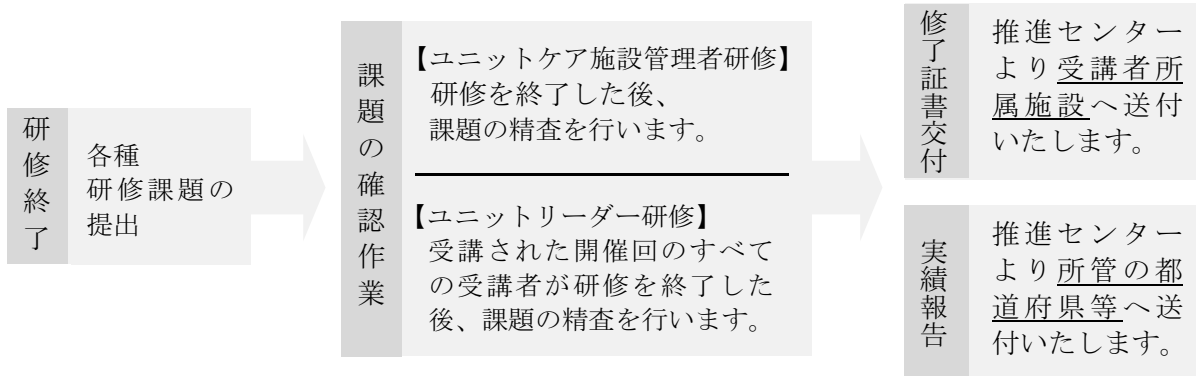 研修終了
各種
研修課題の
提出
課題の確認作業
【ユニットケア施設管理者研修】
研修を終了した後、
課題の精査を行います。
【ユニットリーダー研修】
受講された開催回のすべて
の受講者が研修を終了した
後、課題の精査を行います。
修了証書交付
推進センター
より受講者所
属施設へ送付
いたします。
実績報告
推進センター
より所管の都
道府県等へ送
付いたします。